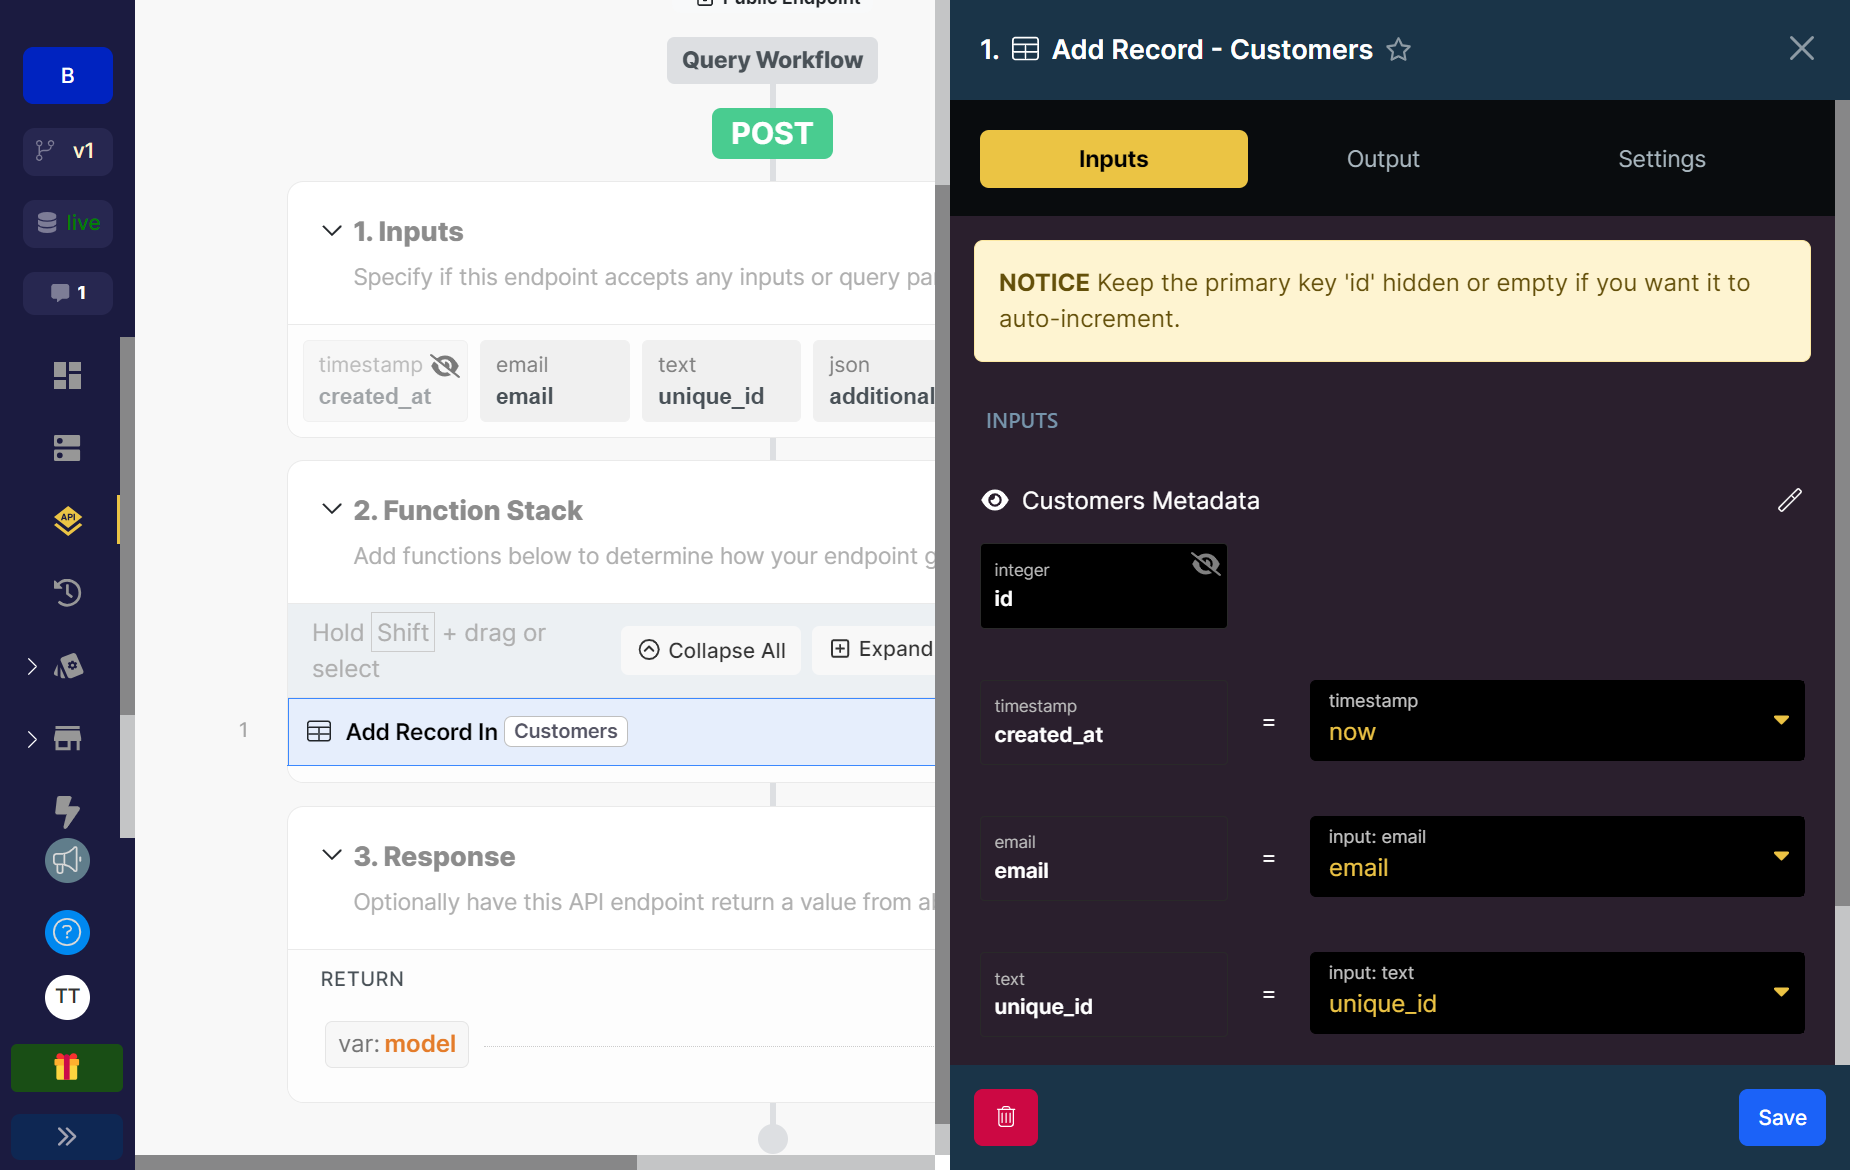 B
v1
live
1
API
?
TT
Public Endpoint
Query Workflow
POST
1. Inputs
Specify if this endpoint accepts any inputs or query
timestamp
created_at
email
email
text
unique_id
json
additional
2. Function Stack
Add functions below to determine how your endpoint
Hold Shift + drag or
select
Collapse All
Expand
1
Add Record In Customers
3. Response
Optionally have this API endpoint return a value from
RETURN
var: model
1. Add Record - Customers
Inputs
Output
Settings
NOTICE Keep the primary key 'id' hidden or empty if you want it to
auto-increment.
INPUTS
Customers Metadata
integer
id
timestamp
created_at
=
timestamp
now
email
email
=
input: email
email
text
unique_id
=
input: text
unique_id
Save